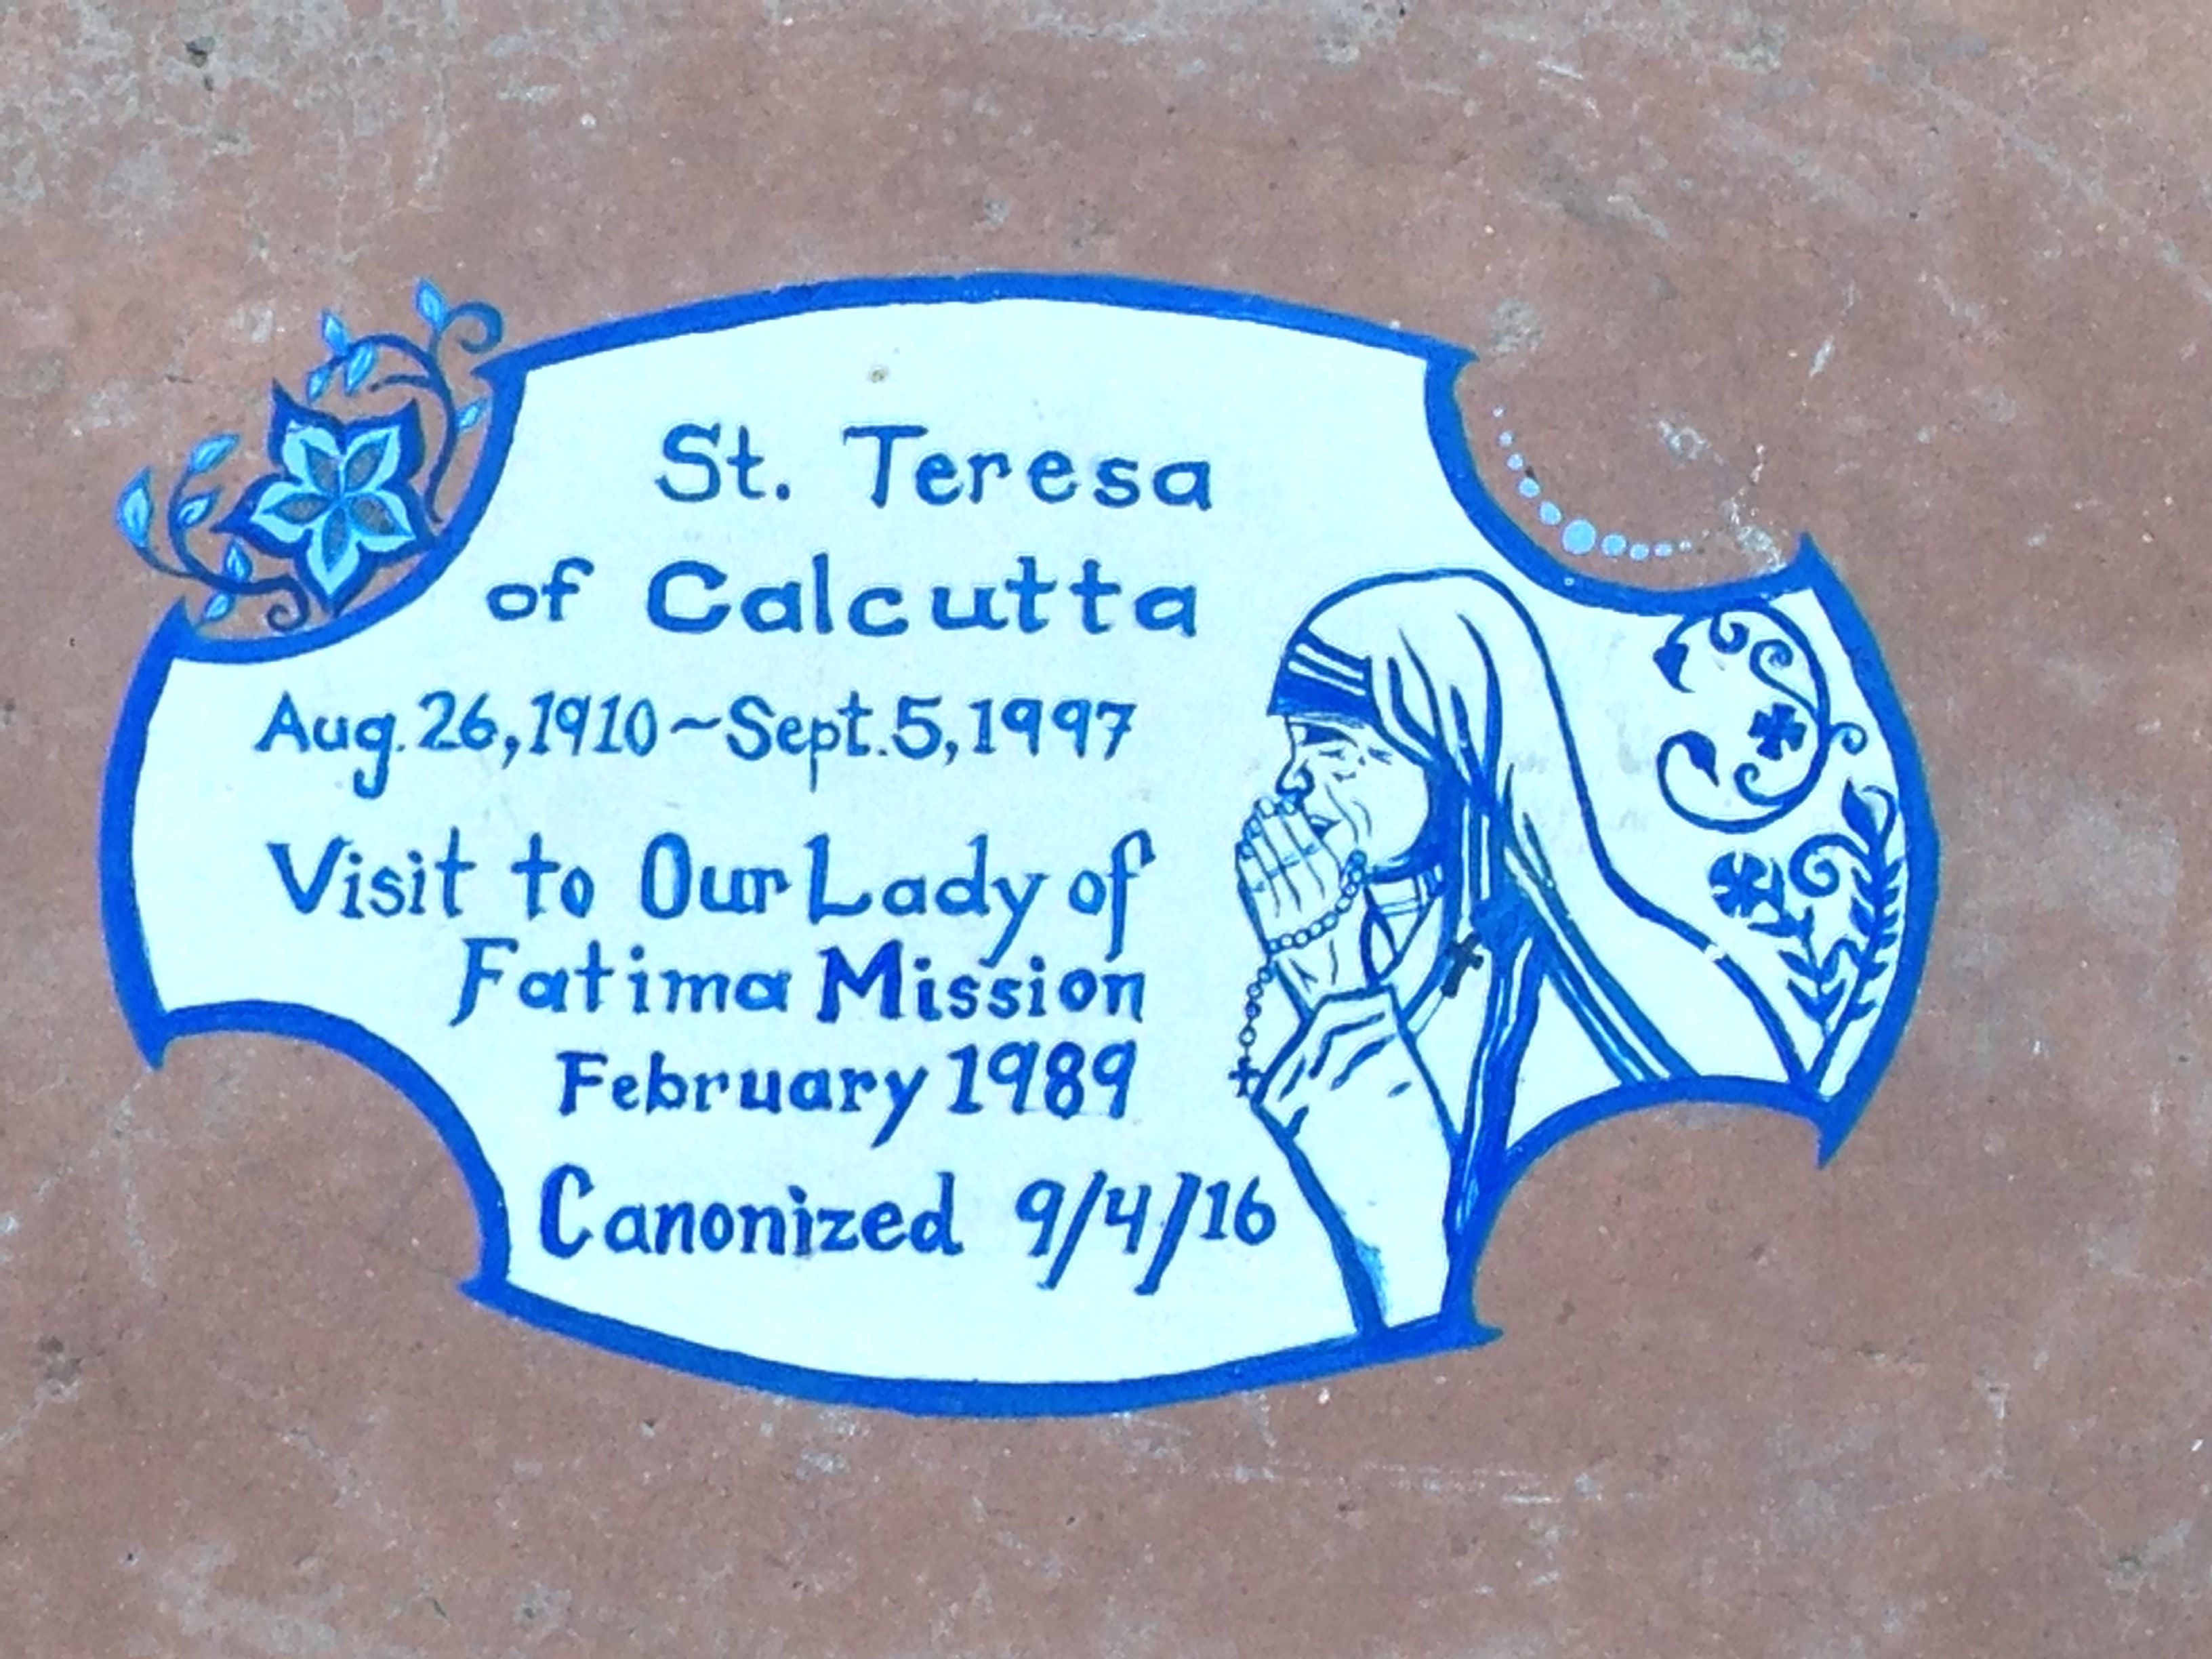 St. Teresa
of Calcutta
Aug. 26, 1910 ~ Sept. 5, 1997
Visit to Our Lady of
Fatima Mission
February 1989
Canonized 9/4/16